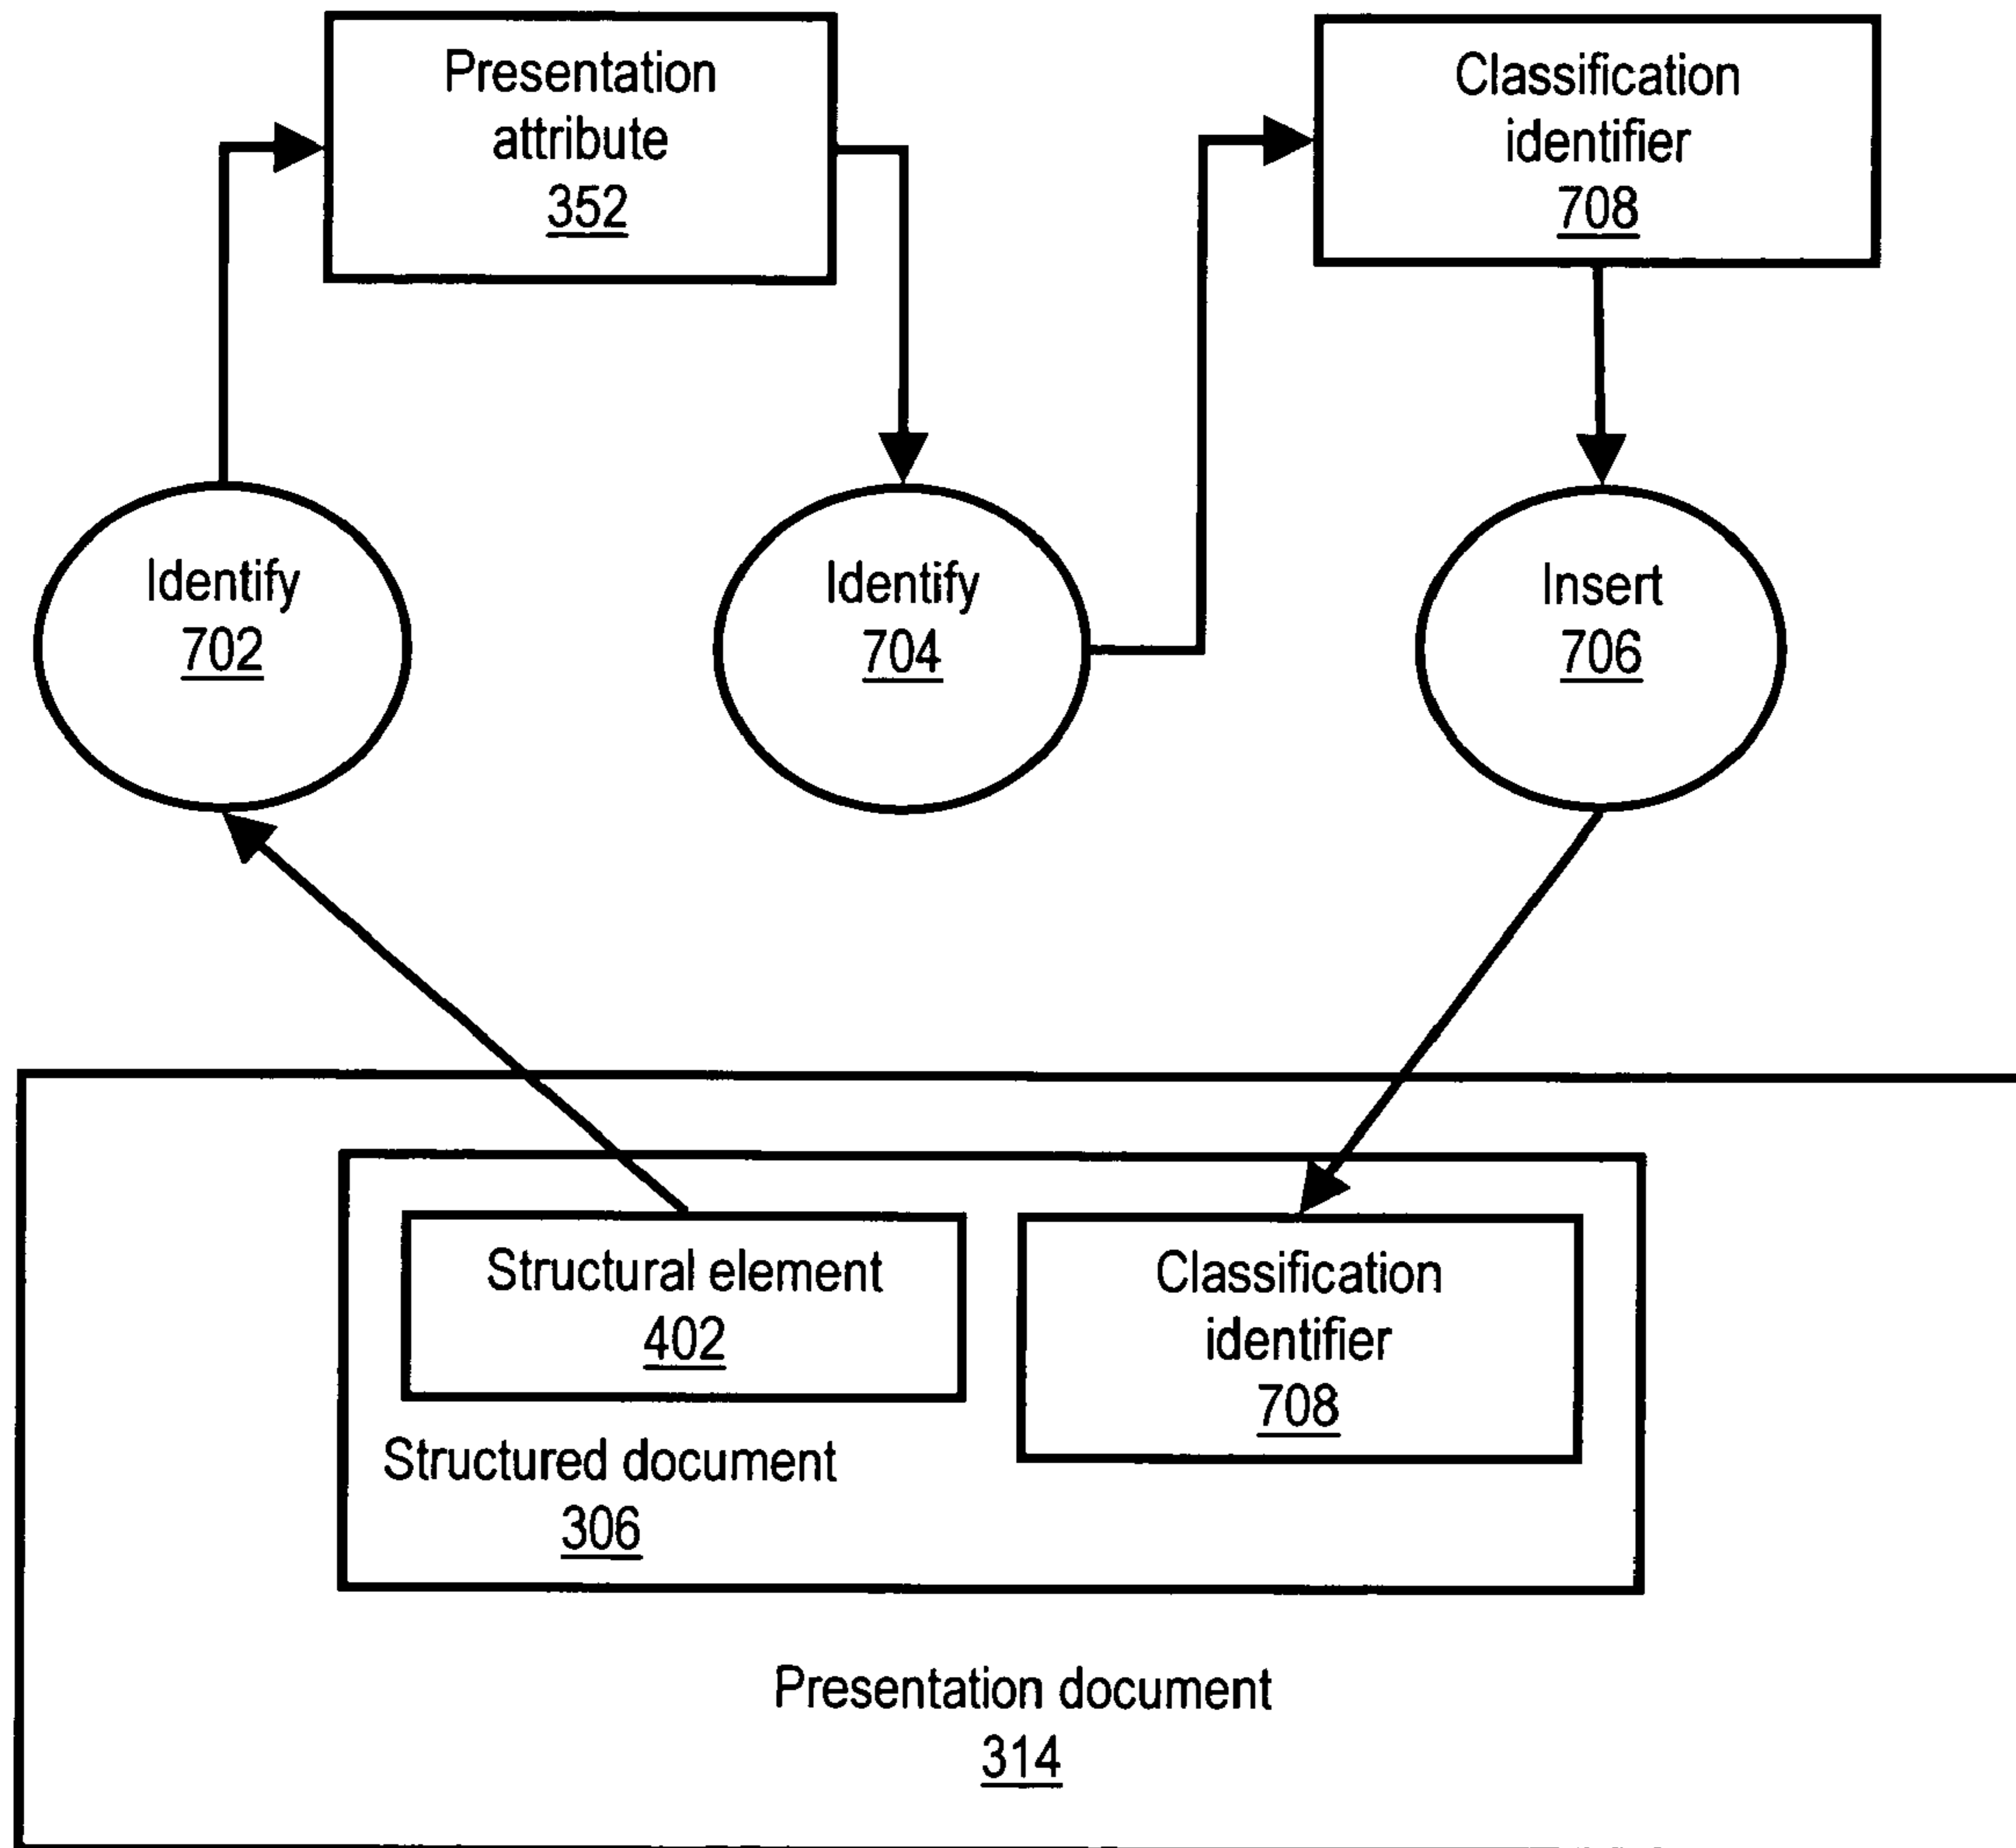 Presentation
attribute
352
Classification
identifier
708
Identify
702
Identify
704
Insert
706
Structural element
402
Classification
identifier
708
Structured document
306
Presentation document
314